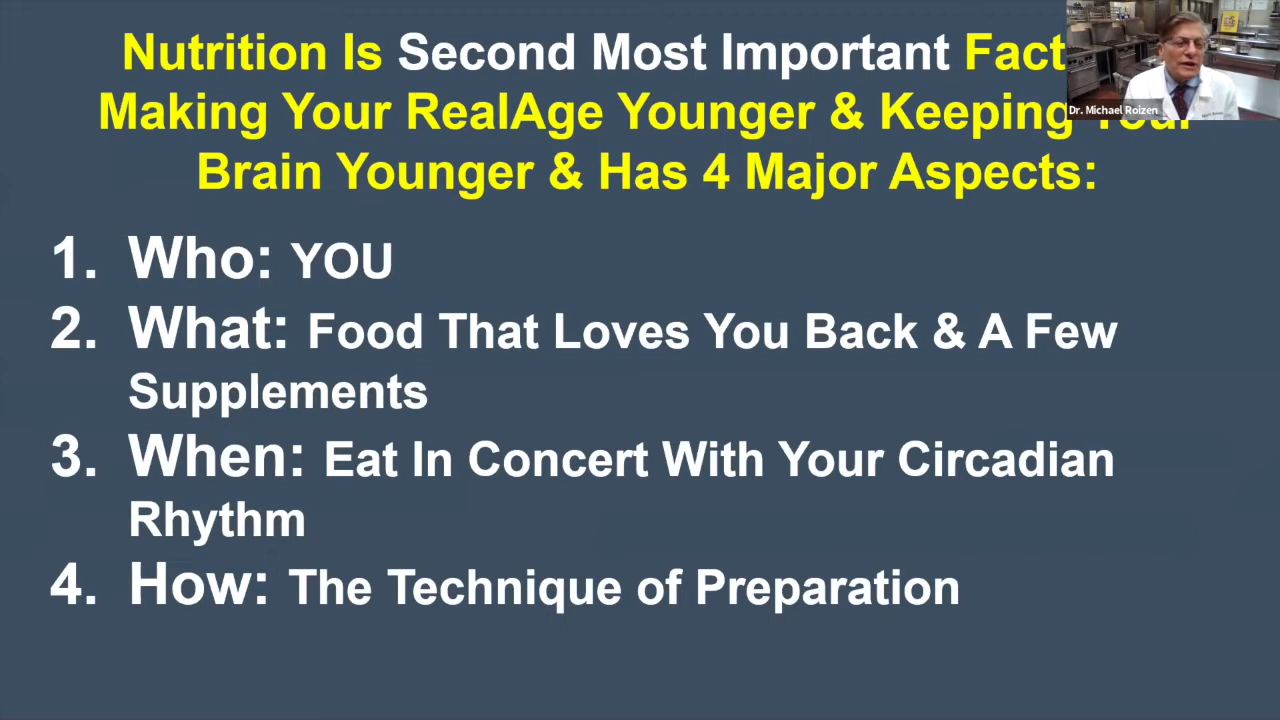 Nutrition Is Second Most Important Fact
Making Your RealAge Younger & Keeping
Brain Younger & Has 4 Major Aspects:
Dr. Michael Roizen
1. Who: YOU
2. What: Food That Loves You Back & A Few
Supplements
3. When: Eat In Concert With Your Circadian
Rhythm
4. How: The Technique of Preparation